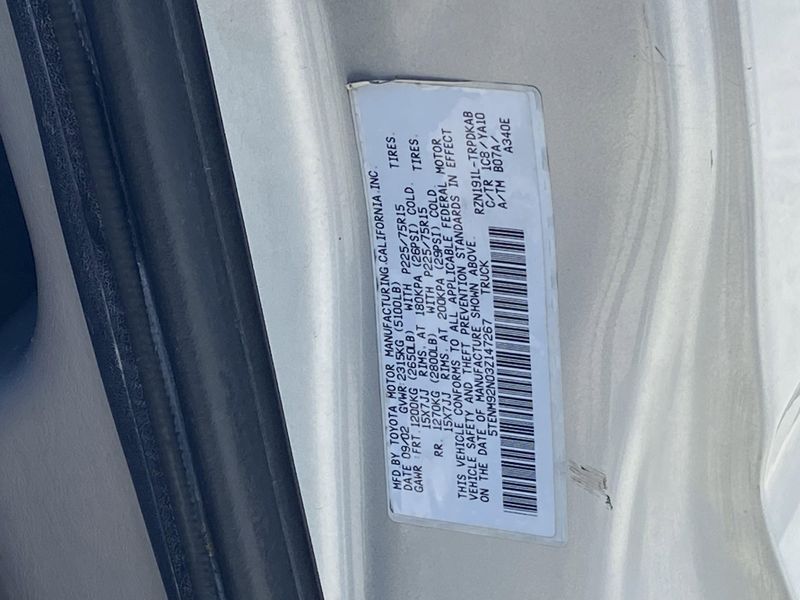 MFD BY TOYOTA MOTOR MANUFACTURING.CALIFORNIA.INC.
DATE 09/02 GVWR 2315KG (5100LB)
GAWR FRT 1200KG (2650LB) WITH P225/75R15 TIRES.
15X7JJ RIMS. AT 180KPA (26PSI) COLD.
RR. 1270KG (2800LB) WITH P225/75R15 TIRES.
15X7JJ RIMS. AT 200KPA (29PSI) COLD
THIS VEHICLE CONFORMS TO ALL APPLICABLE FEDERAL MOTOR
VEHICLE SAFETY AND THEFT PREVENTION STANDARDS IN EFFECT
ON THE DATE OF MANUFACTURE SHOWN ABOVE.
5TENM92N03Z147267 TRUCK
RZN191L-TRPDKAB
C/TR 1C8/YA10
A/TM B07A/
A340E